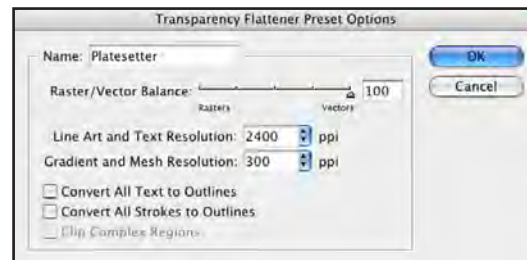 Transparency Flattener Preset Options
Name: Platesetter
OK
Raster/Vector Balance: 100
Cancel
Rasters Vectors
Line Art and Text Resolution: 2400 ppi
Gradient and Mesh Resolution: 300 ppi
Convert All Text to Outlines
Convert All Strokes to Outlines
Clip Complex Regions